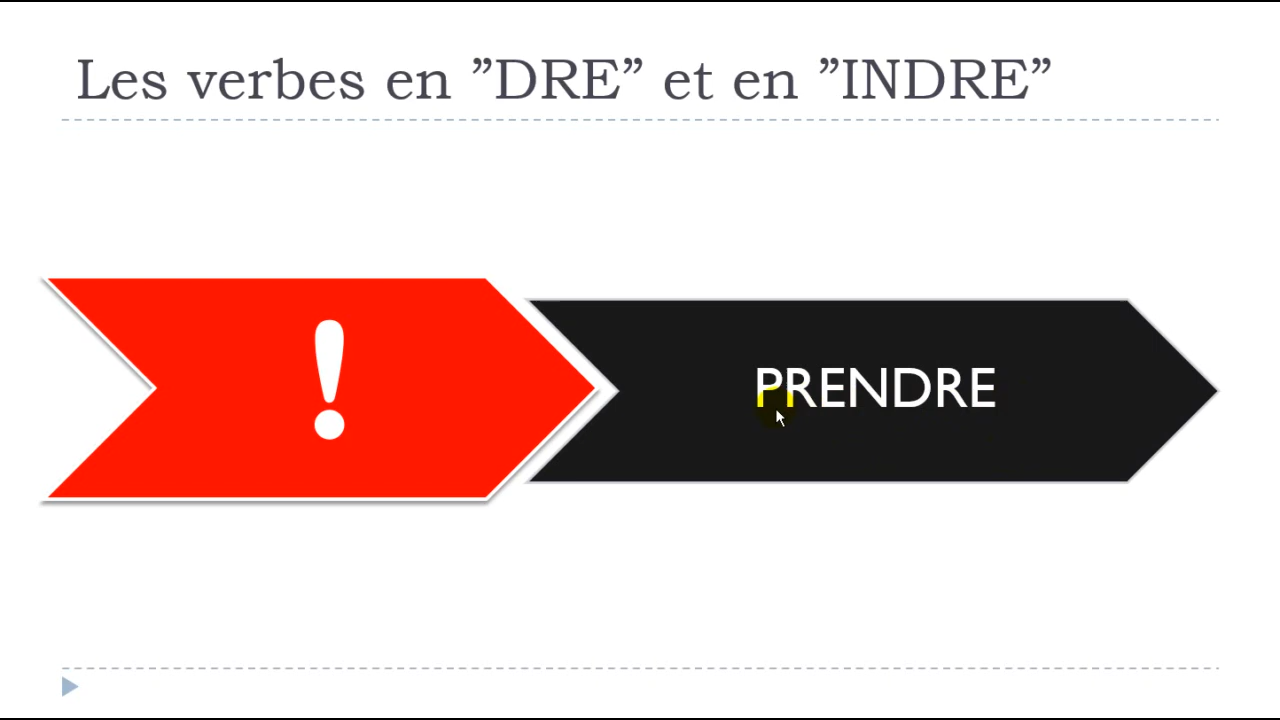 Les verbes en ”DRE” et en ”INDRE”
!
PRENDRE